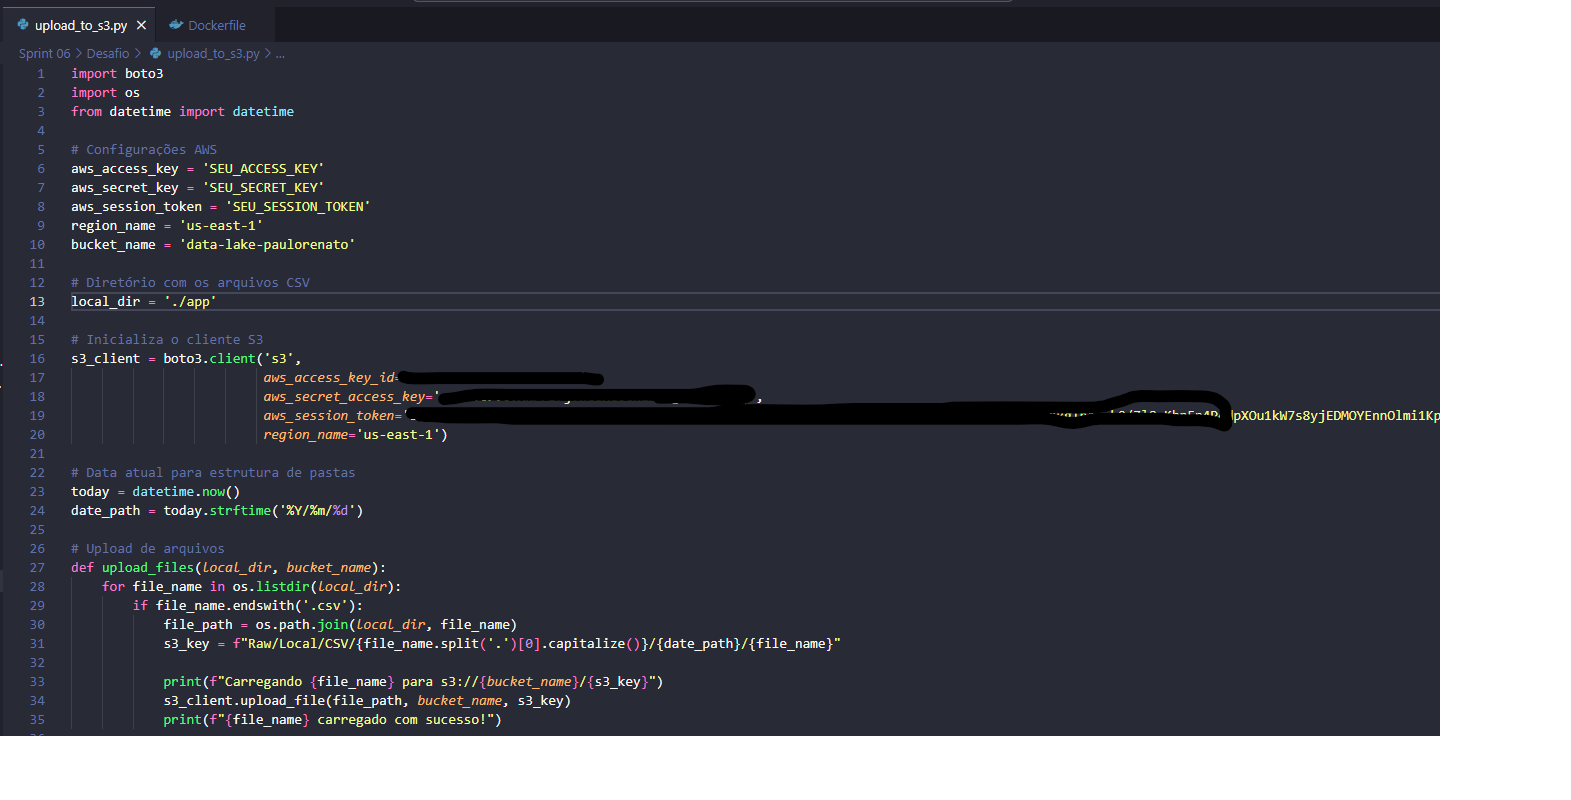 upload_to_s3.py × Dockerfile
Sprint 06 > Desafio > upload_to_s3.py > ...
1 import boto3
2 import os
3 from datetime import datetime
4
5 # Configurações AWS
6 aws_access_key = 'SEU_ACCESS_KEY'
7 aws_secret_key = 'SEU_SECRET_KEY'
8 aws_session_token = 'SEU_SESSION_TOKEN'
9 region_name = 'us-east-1'
10 bucket_name = 'data-lake-paulorenato'
11
12 # Diretório com os arquivos CSV
13 local_dir = './app'
14
15 # Inicializa o cliente S3
16 s3_client = boto3.client('s3',
17 aws_access_key_id=
18 aws_secret_access_key=' ,
19 aws_session_token='
20 region_name='us-east-1')
21
22 # Data atual para estrutura de pastas
23 today = datetime.now()
24 date_path = today.strftime('%Y/%m/%d')
25
26 # Upload de arquivos
27 def upload_files(local_dir, bucket_name):
28 for file_name in os.listdir(local_dir):
29 if file_name.endswith('.csv'):
30 file_path = os.path.join(local_dir, file_name)
31 s3_key = f"Raw/Local/CSV/{file_name.split('.')[0].capitalize()}/{date_path}/{file_name}"
32
33 print(f"Carregando {file_name} para s3://{bucket_name}/{s3_key}")
34 s3_client.upload_file(file_path, bucket_name, s3_key)
35 print(f"{file_name} carregado com sucesso!")